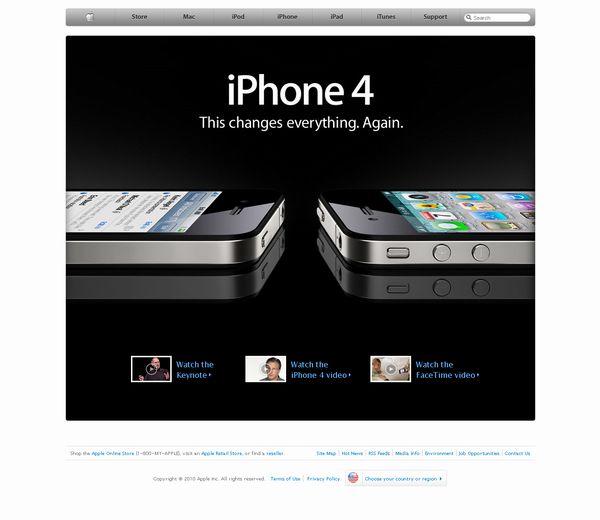 Store Mac iPod iPhone iPad iTunes Support Search
iPhone 4
This changes everything. Again.
Watch the
Keynote
Watch the
iPhone 4 video
Watch the
FaceTime video
Shop the Apple Online Store (1-800-MY-APPLE), visit an Apple Retail Store, or find a reseller.
Site Map Hot News RSS Feeds Media Info Environment Job Opportunities Contact Us
Copyright © 2010 Apple Inc. All rights reserved. Terms of Use Privacy Policy Choose your country or region